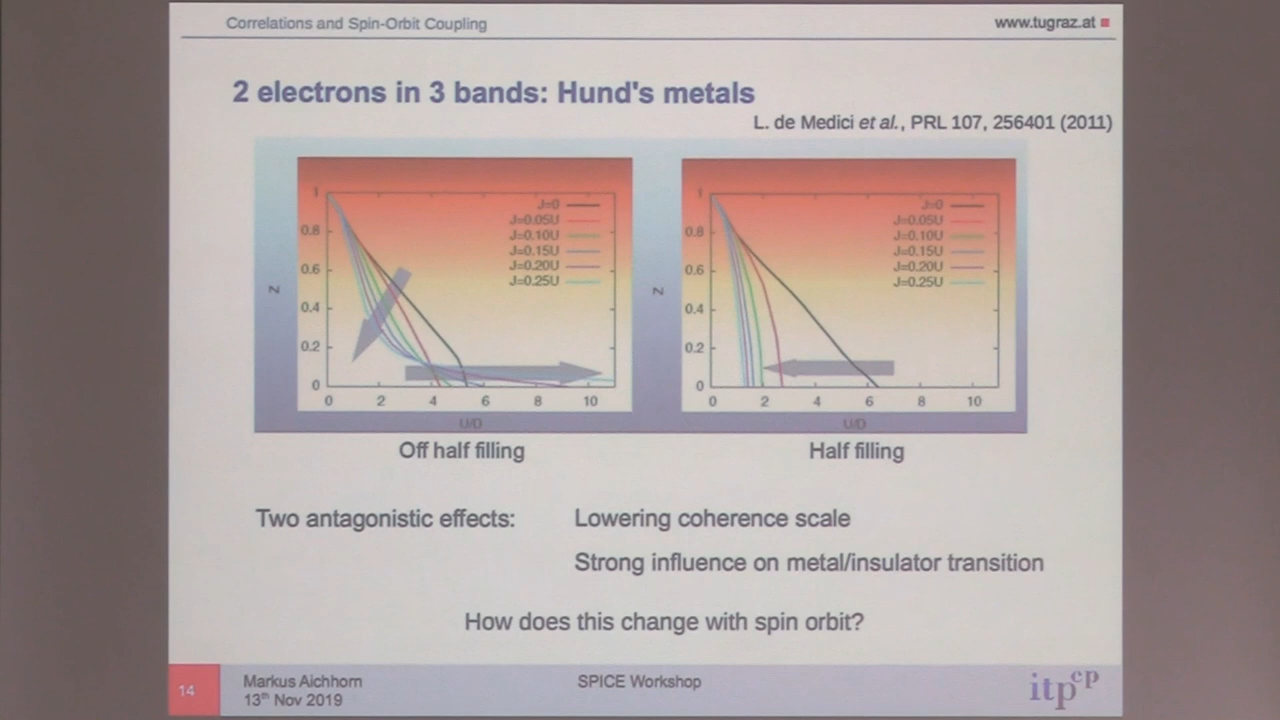 Correlations and Spin-Orbit Coupling
www.tugraz.at
2 electrons in 3 bands: Hund's metals
L. de Medici et al., PRL 107, 256401 (2011)
1
0.8
0.6
0.4
0.2
0
Z
0 2 4 6 8 10
U/D
J=0
J=0.05U
J=0.10U
J=0.15U
J=0.20U
J=0.25U
1
0.8
0.6
0.4
0.2
0
Z
0 2 4 6 8 10
U/D
J=0
J=0.05U
J=0.10U
J=0.15U
J=0.20U
J=0.25U
Off half filling
Half filling
Two antagonistic effects:
Lowering coherence scale
Strong influence on metal/insulator transition
How does this change with spin orbit?
14
Markus Aichhorn
13th Nov 2019
SPICE Workshop
itpcp